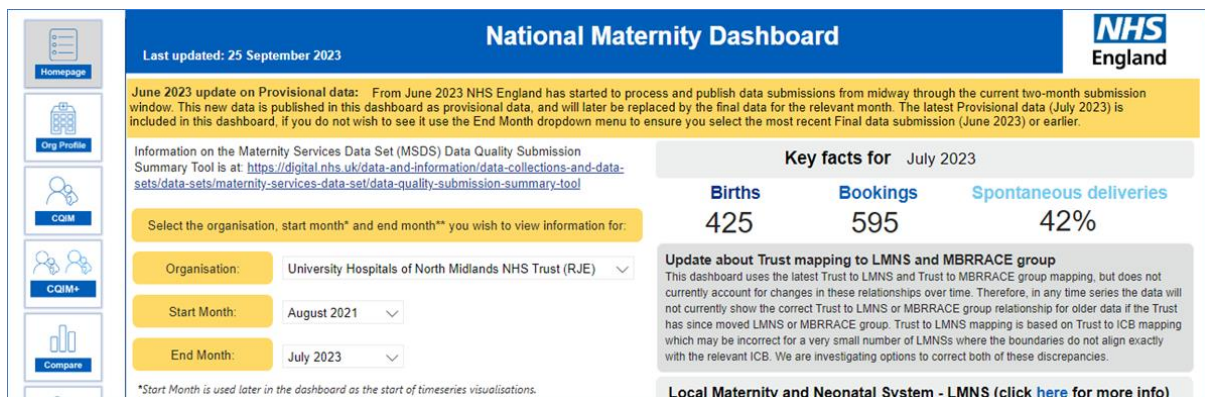 National Maternity Dashboard
Last updated: 25 September 2023
NHS
England
Homepage
Org Profile
CQIM
CQIM+
Compare
June 2023 update on Provisional data: From June 2023 NHS England has started to process and publish data submissions from midway through the current two-month submission
window. This new data is published in this dashboard as provisional data, and will later be replaced by the final data for the relevant month. The latest Provisional data (July 2023) is
included in this dashboard, if you do not wish to see it use the End Month dropdown menu to ensure you select the most recent Final data submission (June 2023) or earlier.
Information on the Maternity Services Data Set (MSDS) Data Quality Submission
Summary Tool is at: https://digital.nhs.uk/data-and-information/data-collections-and-data-
sets/data-sets/maternity-services-data-set/data-quality-submission-summary-tool
Select the organisation, start month* and end month** you wish to view information for:
Organisation: University Hospitals of North Midlands NHS Trust (RJE)
Start Month: August 2021
End Month: July 2023
*Start Month is used later in the dashboard as the start of timeseries visualisations.
Key facts for July 2023
Births Bookings Spontaneous deliveries
425 595 42%
Update about Trust mapping to LMNS and MBRRACE group
This dashboard uses the latest Trust to LMNS and Trust to MBRRACE group mapping, but does not
currently account for changes in these relationships over time. Therefore, in any time series the data will
not currently show the correct Trust to LMNS or MBRRACE group relationship for older data if the Trust
has since moved LMNS or MBRRACE group. Trust to LMNS mapping is based on Trust to ICB mapping
which may be incorrect for a very small number of LMNSs where the boundaries do not align exactly
with the relevant ICB. We are investigating options to correct both of these discrepancies.
Local Maternity and Neonatal System - LMNS (click here for more info)